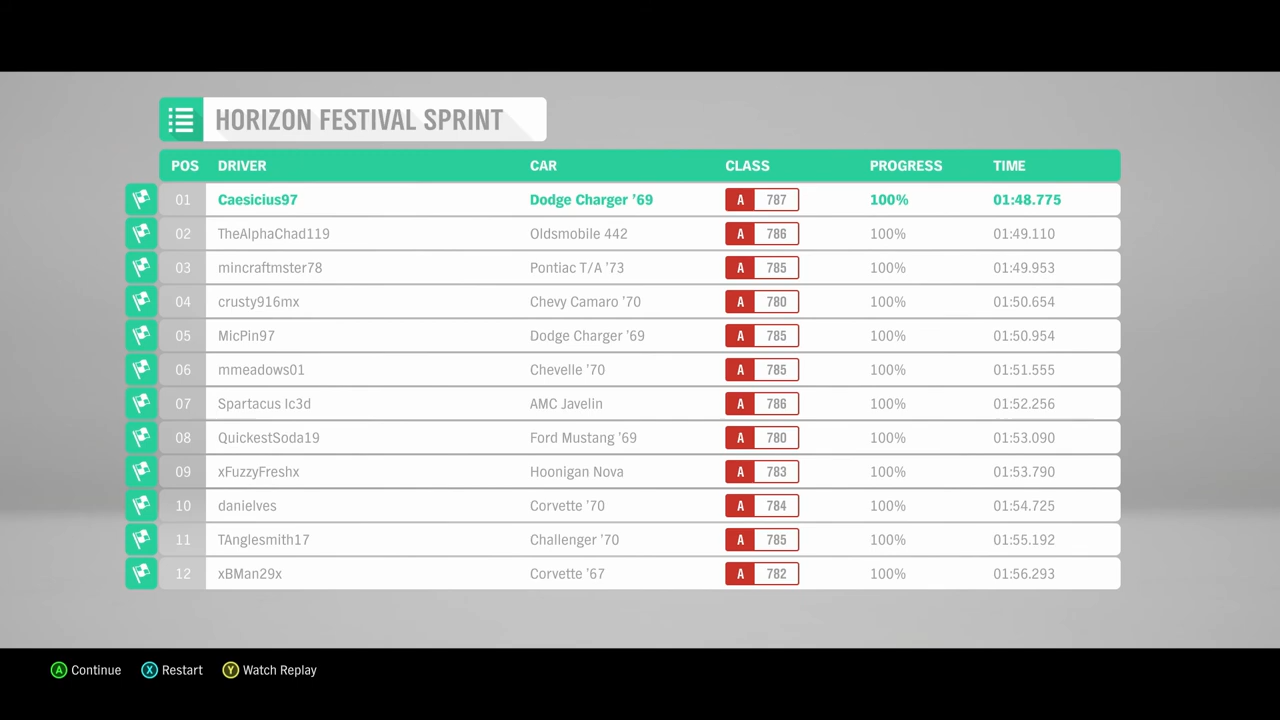 HORIZON FESTIVAL SPRINT
POS DRIVER CAR CLASS PROGRESS TIME
01 Caesicius97 Dodge Charger ’69 A 787 100% 01:48.775
02 TheAlphaChad119 Oldsmobile 442 A 786 100% 01:49.110
03 mincraftmster78 Pontiac T/A ’73 A 785 100% 01:49.953
04 crusty916mx Chevy Camaro ’70 A 780 100% 01:50.654
05 MicPin97 Dodge Charger ’69 A 785 100% 01:50.954
06 mmeadows01 Chevelle ’70 A 785 100% 01:51.555
07 Spartacus Ic3d AMC Javelin A 786 100% 01:52.256
08 QuickestSoda19 Ford Mustang ’69 A 780 100% 01:53.090
09 xFuzzyFreshx Hoonigan Nova A 783 100% 01:53.790
10 danielves Corvette ’70 A 784 100% 01:54.725
11 TAnglesmith17 Challenger ’70 A 785 100% 01:55.192
12 xBMan29x Corvette ’67 A 782 100% 01:56.293
A Continue X Restart Y Watch Replay